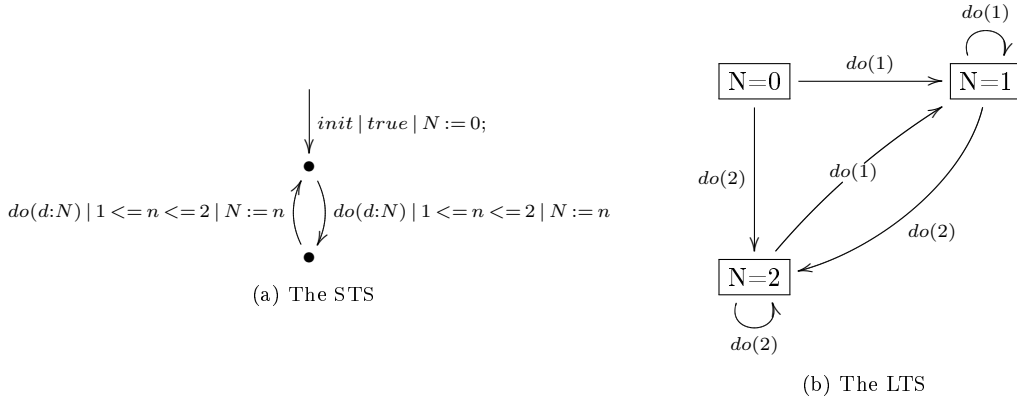 init | true | N := 0;
do(d:N) | 1 <= n <= 2 | N := n
do(d:N) | 1 <= n <= 2 | N := n
(a) The STS
do(1)
N=0
do(1)
N=1
do(2)
do(1)
do(2)
N=2
do(2)
(b) The LTS